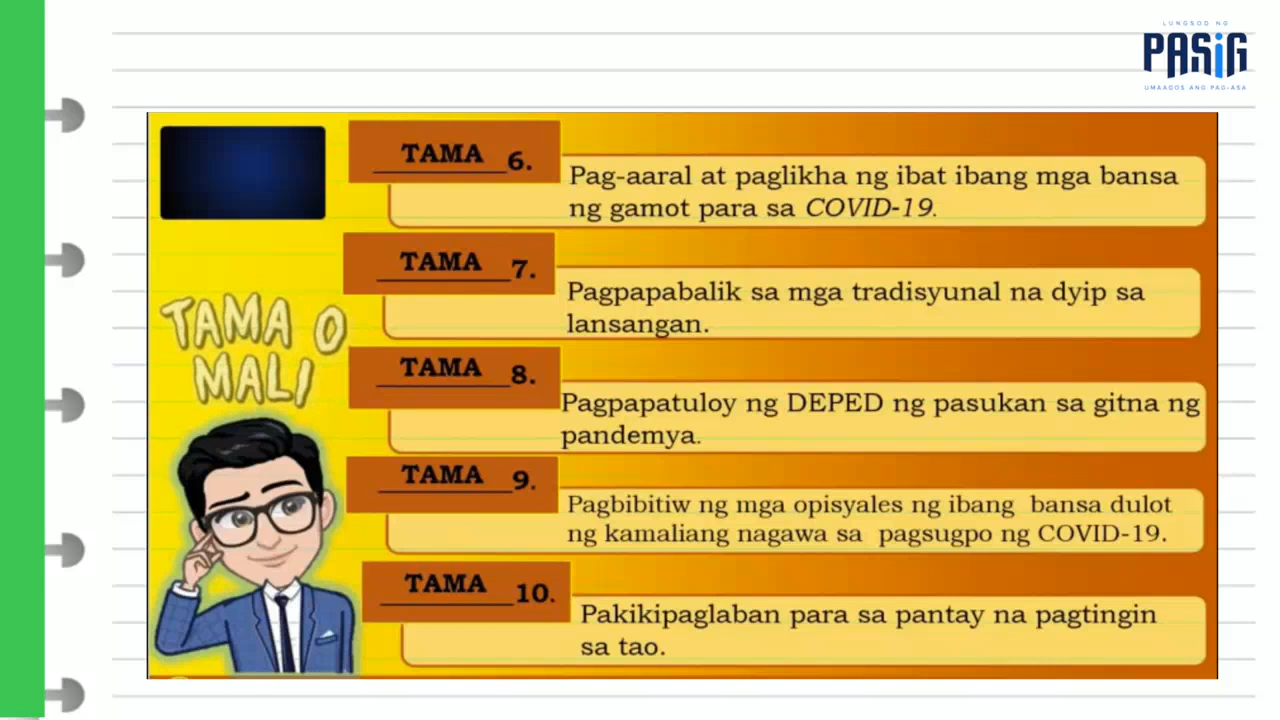 LUNGSOD NG
PASiG
UMAAGOS ANG PAG-ASA
TAMA 6.
Pag-aaral at paglikha ng ibat ibang mga bansa
ng gamot para sa COVID-19.
TAMA 7.
Pagpapabalik sa mga tradisyunal na dyip sa
lansangan.
TAMA O
MALI
TAMA 8.
Pagpapatuloy ng DEPED ng pasukan sa gitna ng
pandemya.
TAMA 9.
Pagbibitiw ng mga opisyales ng ibang bansa dulot
ng kamaliang nagawa sa pagsugpo ng COVID-19.
TAMA 10.
Pakikipaglaban para sa pantay na pagtingin
sa tao.